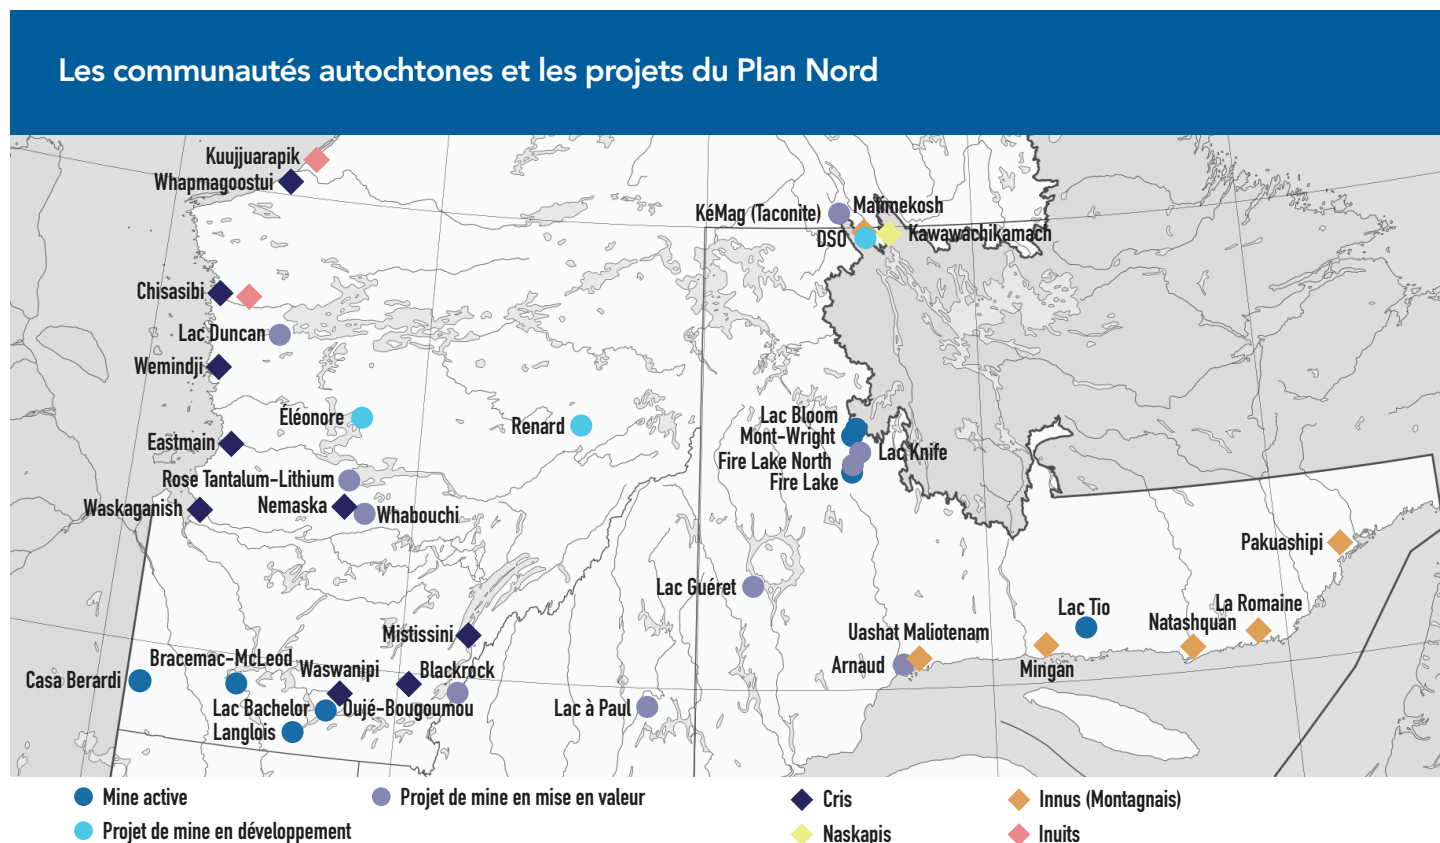 Les communautés autochtones et les projets du Plan Nord
Kuujjuarapik
Whapmagoostui
KéMag (Taconite)
Matimekosh
DSO
Kawawachikamach
Chisasibi
Lac Duncan
Wemindji
Éléonore
Renard
Lac Bloom
Mont-Wright
Eastmain
Lac Knife
Fire Lake North
Fire Lake
Rose Tantalum-Lithium
Waskaganish
Nemaska
Whabouchi
Pakuashipi
Lac Guéret
Lac Tio
La Romaine
Natashquan
Mistissini
Uashat Maliotenam
Arnaud
Mingan
Bracemac-McLeod
Casa Berardi
Waswanipi
Blackrock
Lac Bachelor
Oujé-Bougoumou
Lac à Paul
Langlois
Mine active
Projet de mine en mise en valeur
Cris
Innus (Montagnais)
Projet de mine en développement
Naskapis
Inuits